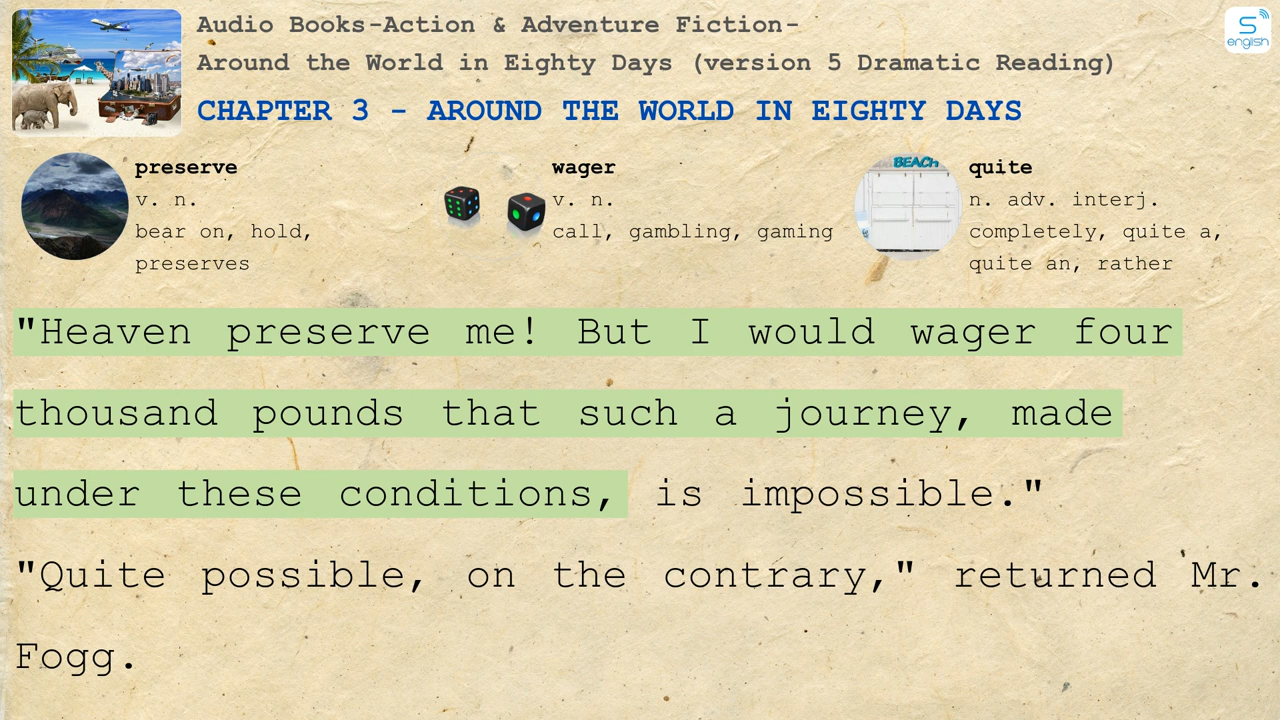 Audio Books-Action & Adventure Fiction-
Around the World in Eighty Days (version 5 Dramatic Reading)
CHAPTER 3 - AROUND THE WORLD IN EIGHTY DAYS
S
english
preserve
v. n.
bear on, hold,
preserves
wager
v. n.
call, gambling, gaming
BEACH
quite
n. adv. interj.
completely, quite a,
quite an, rather
"Heaven preserve me! But I would wager four
thousand pounds that such a journey, made
under these conditions, is impossible."
"Quite possible, on the contrary," returned Mr.
Fogg.